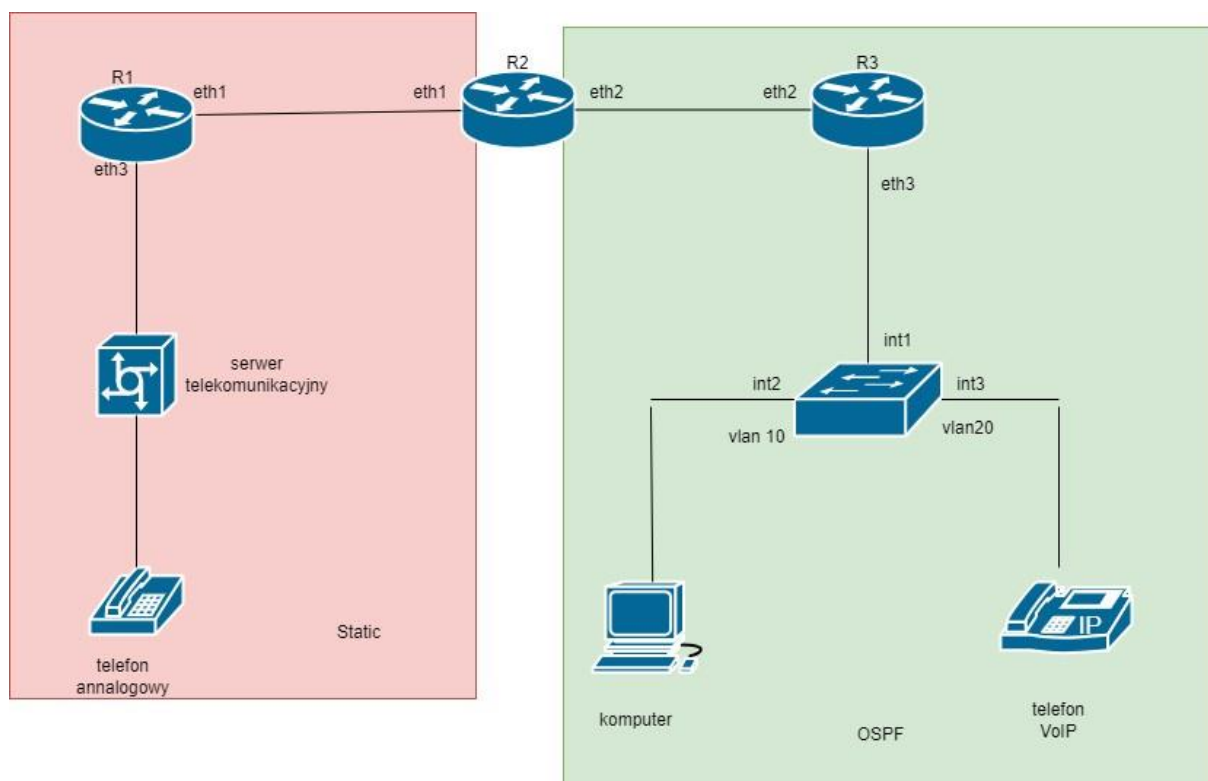 R1
R2
R3
eth1
eth1
eth2
eth2
eth3
eth3
int1
serwer
telekomunikacyjny
int2
int3
vlan 10
vlan20
IP
Static
telefon
annalogowy
komputer
telefon
VoIP
OSPF